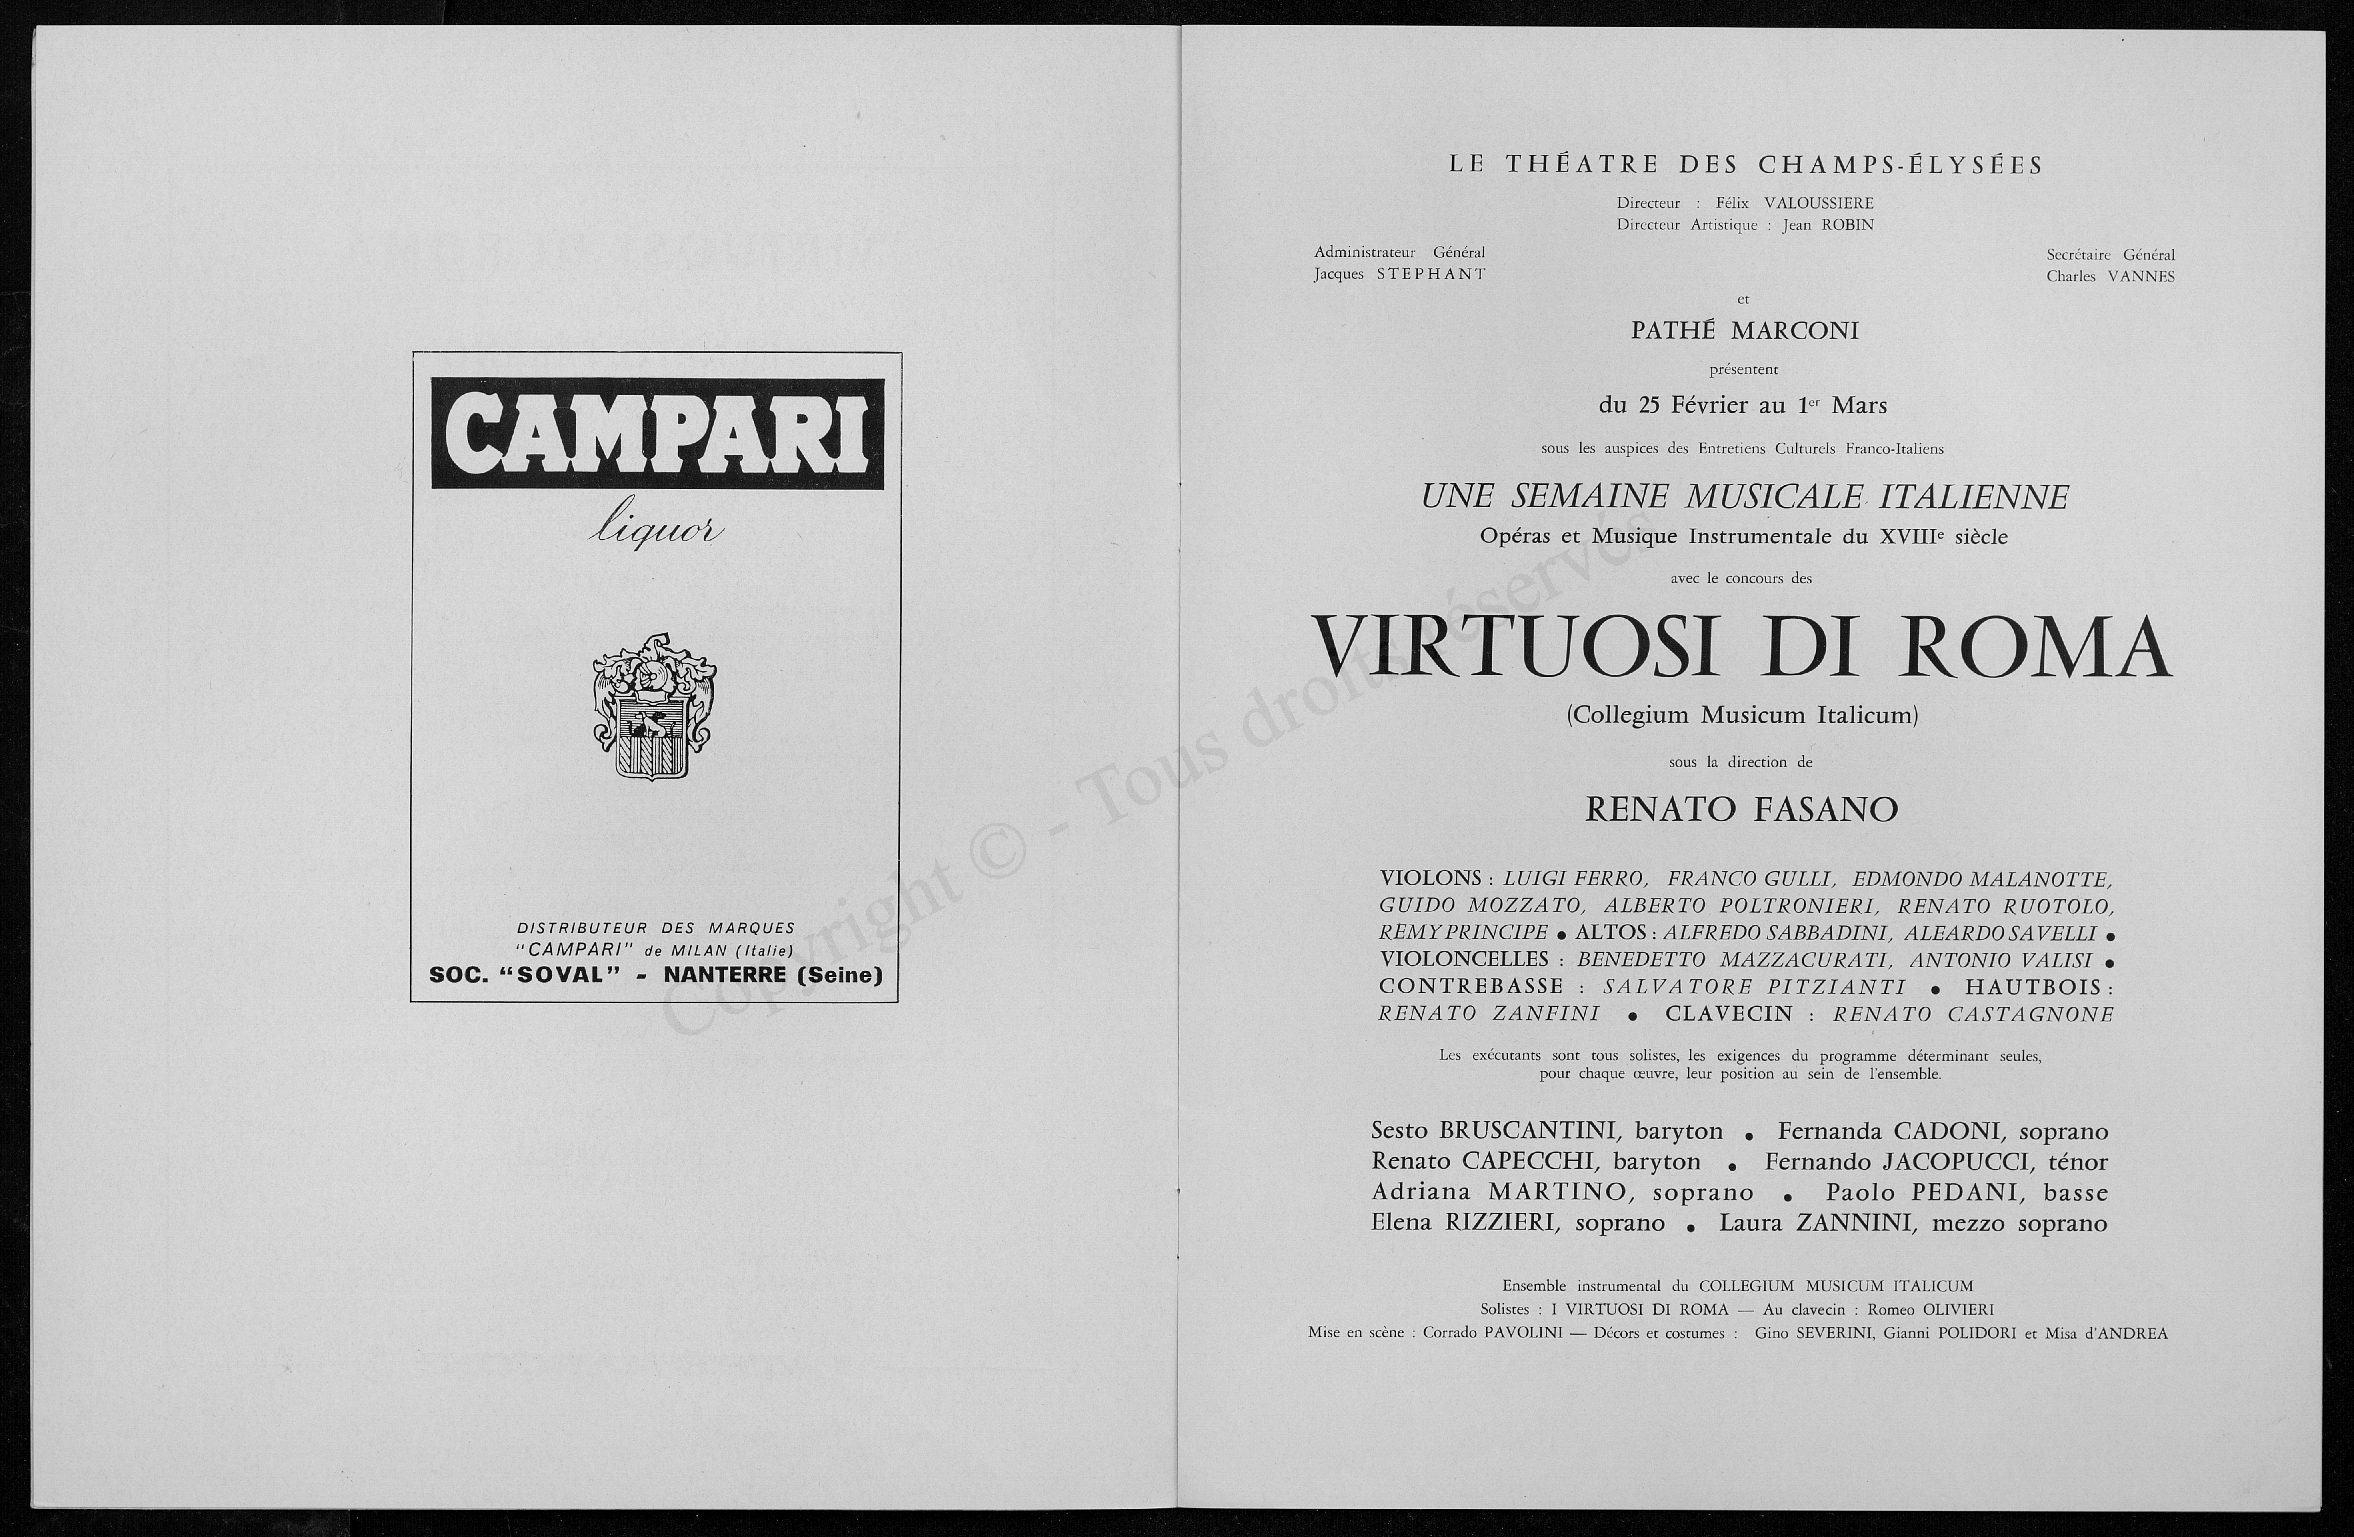 CAMPARI
liquor
DISTRIBUTEUR DES MARQUES
"CAMPARI" de MILAN (Italie)
SOC. "SOVAL" - NANTERRE (Seine)
LE THÉATRE DES CHAMPS-ÉLYSÉES
Directeur : Félix VALOUSSIERE
Directeur Artistique : Jean ROBIN
Administrateur Général
Jacques STEPHANT
Secrétaire Général
Charles VANNES
et
PATHÉ MARCONI
présentent
du 25 Février au 1er Mars
sous les auspices des Entretiens Culturels Franco-Italiens
UNE SEMAINE MUSICALE ITALIENNE
Opéras et Musique Instrumentale du XVIIIe siècle
avec le concours des
VIRTUOSI DI ROMA
(Collegium Musicum Italicum)
sous la direction de
RENATO FASANO
VIOLONS : LUIGI FERRO, FRANCO GULLI, EDMONDO MALANOTTE,
GUIDO MOZZATO, ALBERTO POLTRONIERI, RENATO RUOTOLO,
REMY PRINCIPE • ALTOS : ALFREDO SABBADINI, ALEARDO SAVELLI •
VIOLONCELLES : BENEDETTO MAZZACURATI, ANTONIO VALISI •
CONTREBASSE : SALVATORE PITZIANTI • HAUTBOIS :
RENATO ZANFINI • CLAVECIN : RENATO CASTAGNONE
Les exécutants sont tous solistes, les exigences du programme déterminant seules,
pour chaque œuvre, leur position au sein de l'ensemble.
Sesto BRUSCANTINI, baryton • Fernanda CADONI, soprano
Renato CAPECCHI, baryton • Fernando JACOPUCCI, ténor
Adriana MARTINO, soprano • Paolo PEDANI, basse
Elena RIZZIERI, soprano • Laura ZANNINI, mezzo soprano
Ensemble instrumental du COLLEGIUM MUSICUM ITALICUM
Solistes : I VIRTUOSI DI ROMA — Au clavecin : Romeo OLIVIERI
Mise en scène : Corrado PAVOLINI — Décors et costumes : Gino SEVERINI, Gianni POLIDORI et Misa d'ANDREA
Copyright © - Tous droits réservés